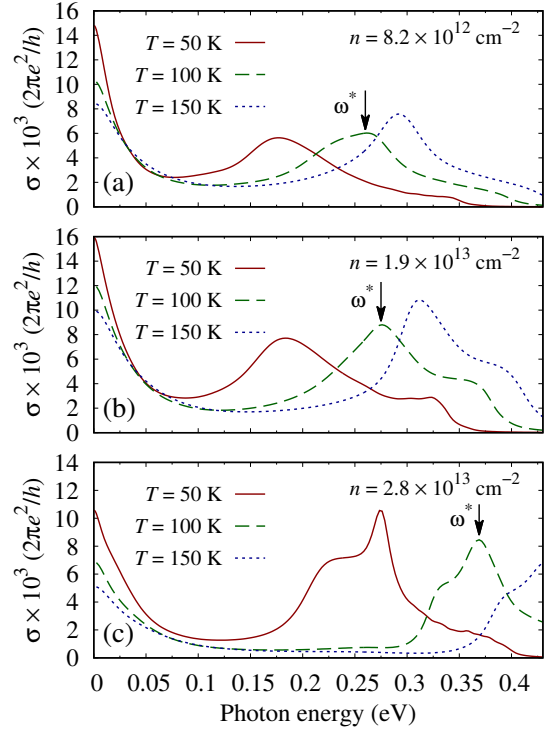 16
14
12
10
8
6
4
2
0
σ × 10³ (2πe²/h)
T = 50 K
T = 100 K
T = 150 K
n = 8.2 × 10¹² cm⁻²
ω*
(a)
16
14
12
10
8
6
4
2
0
σ × 10³ (2πe²/h)
T = 50 K
T = 100 K
T = 150 K
n = 1.9 × 10¹³ cm⁻²
ω*
(b)
14
12
10
8
6
4
2
0
σ × 10³ (2πe²/h)
T = 50 K
T = 100 K
T = 150 K
n = 2.8 × 10¹³ cm⁻²
ω*
(c)
0 0.05 0.1 0.15 0.2 0.25 0.3 0.35 0.4
Photon energy (eV)